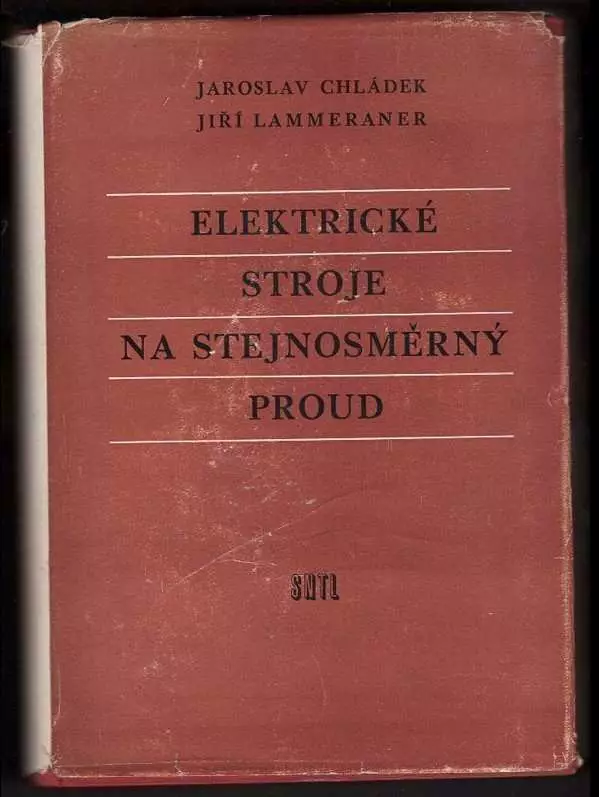 JAROSLAV CHLÁDEK
JIŘÍ LAMMERANER
ELEKTRICKÉ
STROJE
NA STEJNOSMĚRNÝ
PROUD
SNTL